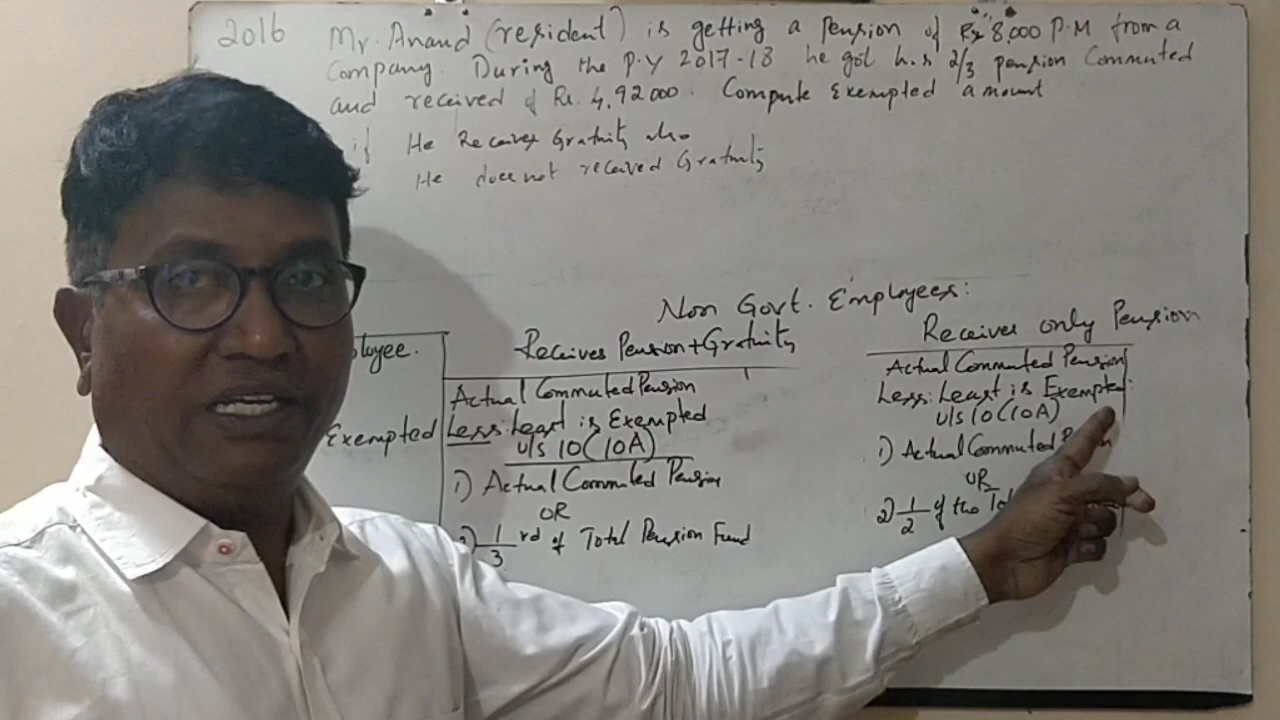 2016 Mr. Anand (resident) is getting a Pension of Rs 8,000 P.M from a
Company. During the P.Y 2017-18 he got his 2/3 pension Commuted
and received of Rs. 4,92000. Compute Exempted amount
if He Receives Gratuity also
He does not received Gratuity
Non Govt. Employees:
ployee.
Exempted
Receives Pension+Gratuity
Actual Commuted Pension
Less: Least is Exempted
U/S 10(10A)
1) Actual Commuted Pension
OR
2) 1/3 rd of Total Pension Fund
Receives only Pension
Actual Commuted Pension
Less: Least is Exempted:
U/S 10(10A)
1) Actual Commuted
OR
2) 1/2 of the